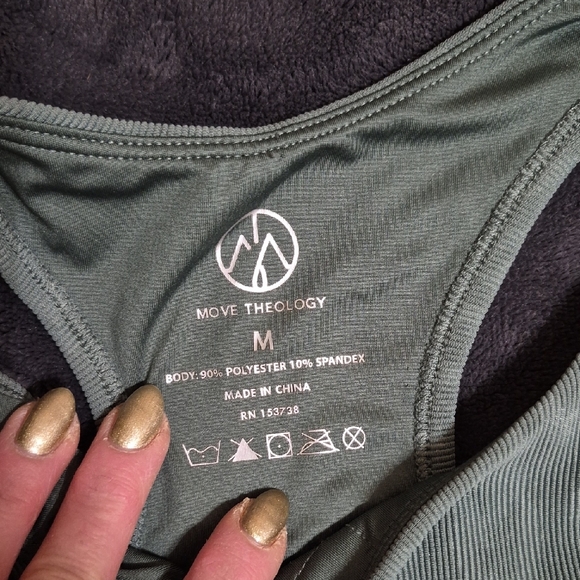 MOVE THEOLOGY
M
BODY: 90% POLYESTER 10% SPANDEX
MADE IN CHINA
RN 153738